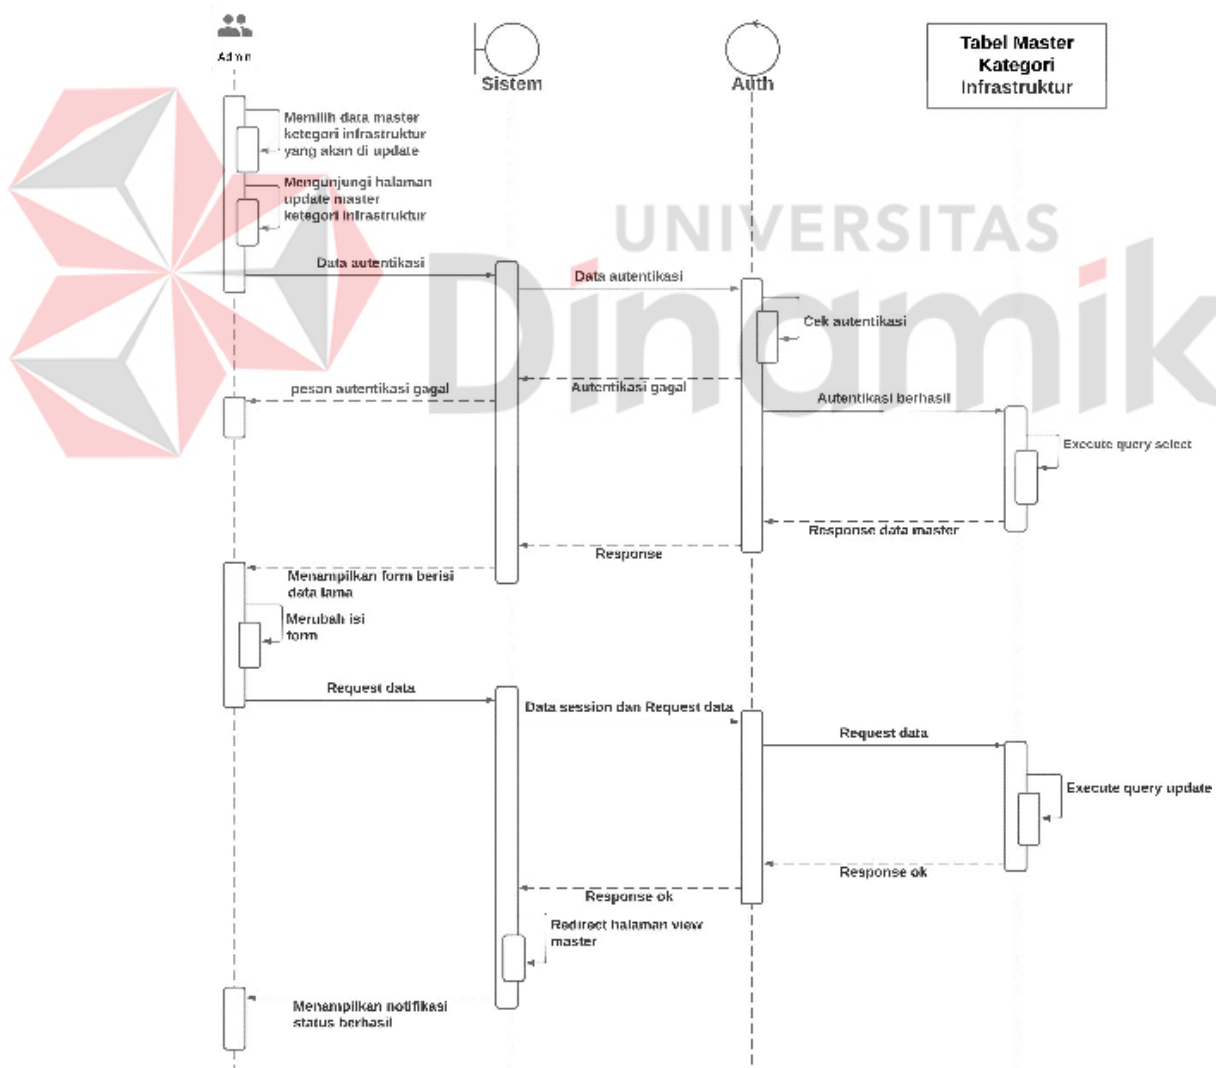 Admin
Sistem
Auth
Tabel Master
Kategori
Infrastruktur
Memilih data master
ketegori infrastruktur
yang akan di update
Mengunjungi halaman
update master
ketegori infrastruktur
UNIVERSITAS
Dinamika
Data autentikasi
Data autentikasi
Cek autentikasi
Autentikasi gagal
pesan autentikasi gagal
Autentikasi berhasil
Execute query select
Response data master
Response
Menampilkan form berisi
data lama
Merubah isi
form
Request data
Data session dan Request data
Request data
Execute query update
Response ok
Response ok
Redirect halaman view
master
Menampilkan notifikasi
status berhasil